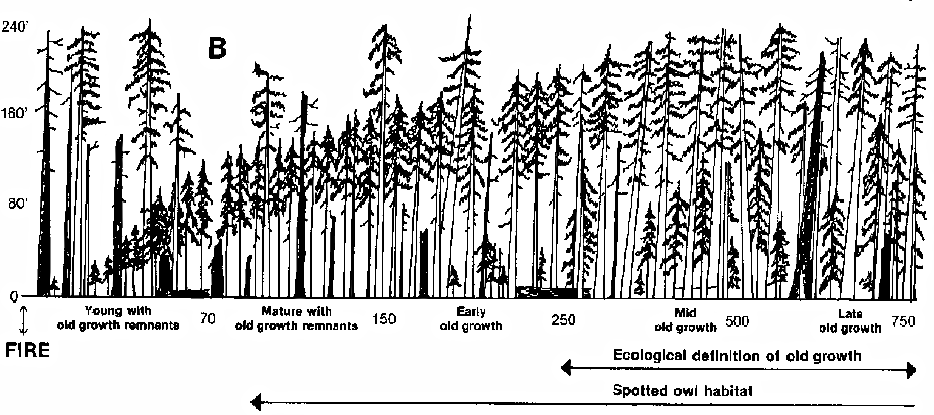 240'
B
160'
80'
0
Young with
old growth remnants
70
Mature with
old growth remnants
150
Early
old growth
250
Mid
old growth
500
Late
old growth
750
FIRE
Ecological definition of old growth
Spotted owl habitat